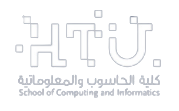 HTU
كلية الحاسوب والمعلوماتية
School of Computing and Informatics